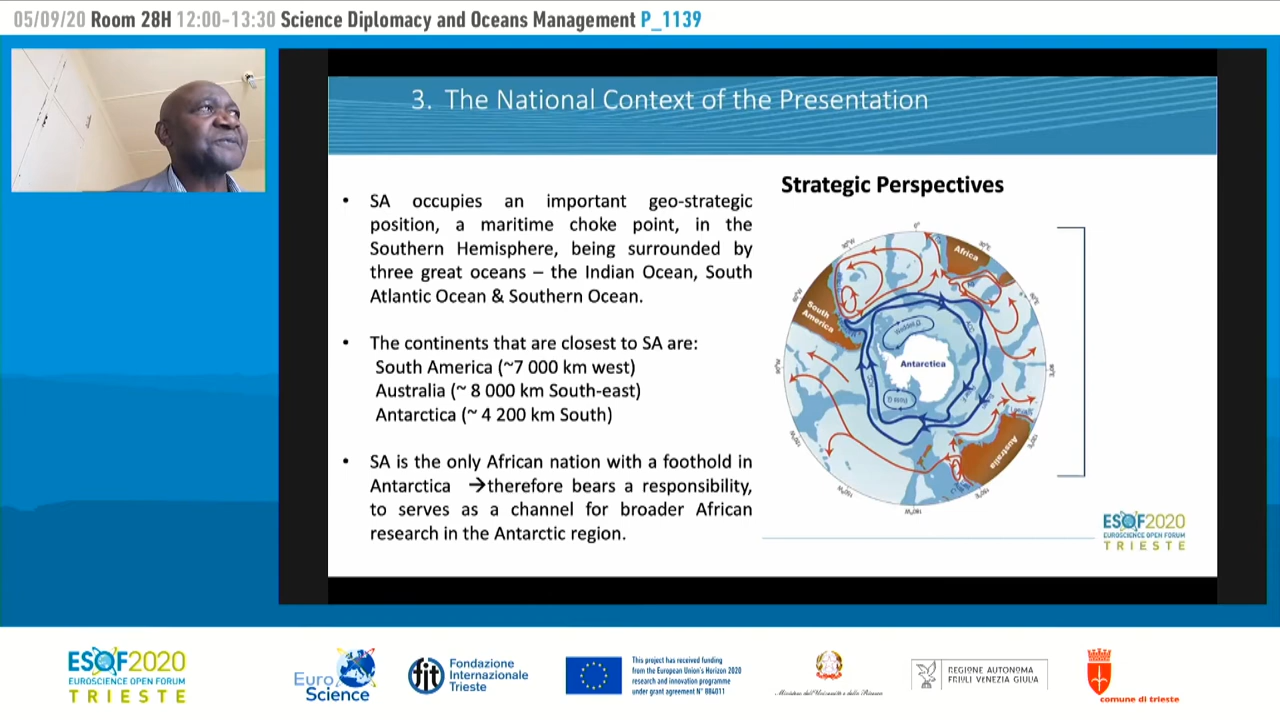 05/09/20 Room 28H 12:00-13:30 Science Diplomacy and Oceans Management P_1139
3. The National Context of the Presentation
• SA occupies an important geo-strategic
position, a maritime choke point, in the
Southern Hemisphere, being surrounded by
three great oceans – the Indian Ocean, South
Atlantic Ocean & Southern Ocean.
• The continents that are closest to SA are:
South America (~7 000 km west)
Australia (~ 8 000 km South-east)
Antarctica (~ 4 200 km South)
• SA is the only African nation with a foothold in
Antarctica →therefore bears a responsibility,
to serves as a channel for broader African
research in the Antarctic region.
Strategic Perspectives
Africa
South
America
Antarctica
Australia
ESOF2020
EUROSCIENCE OPEN FORUM
TRIESTE
ESOF2020
EUROSCIENCE OPEN FORUM
TRIESTE
Euro
Science
fit
Fondazione
Internazionale
Trieste
This project has received funding
from the European Union's Horizon 2020
research and innovation programme
under grant agreement N° 884011
Ministero dell'Università e della Ricerca
REGIONE AUTONOMA
FRIULI VENEZIA GIULIA
comune di trieste